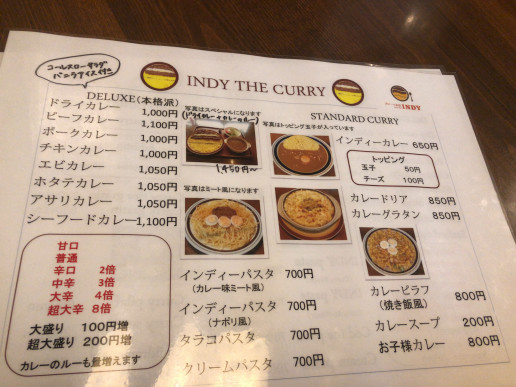 コールスローサラダ
バニラアイス付き
INDY THE CURRY
INDY
DELUXE(本格派)
ドライカレー 1,000円
ビーフカレー 1,100円
ポークカレー 1,000円
チキンカレー 1,000円
エビカレー 1,050円
ホタテカレー 1,050円
アサリカレー 1,050円
シーフードカレー 1,100円
写真はスペシャルになります
1450円
写真はミート風になります
STANDARD CURRY
写真はトッピング玉子が入っています
インディーカレー 650円
トッピング
玉子 50円
チーズ 100円
カレードリア 850円
カレーグラタン 850円
甘口
普通
辛口 2倍
中辛 3倍
大辛 4倍
超大辛 8倍
大盛り 100円増
超大盛り 200円増
カレーのルーも量増えます
インディーパスタ 700円
(カレー味ミート風)
インディーパスタ 700円
(ナポリ風)
タラコパスタ 700円
クリームパスタ 700円
カレーピラフ 800円
(焼き飯風)
カレースープ 200円
お子様カレー 800円